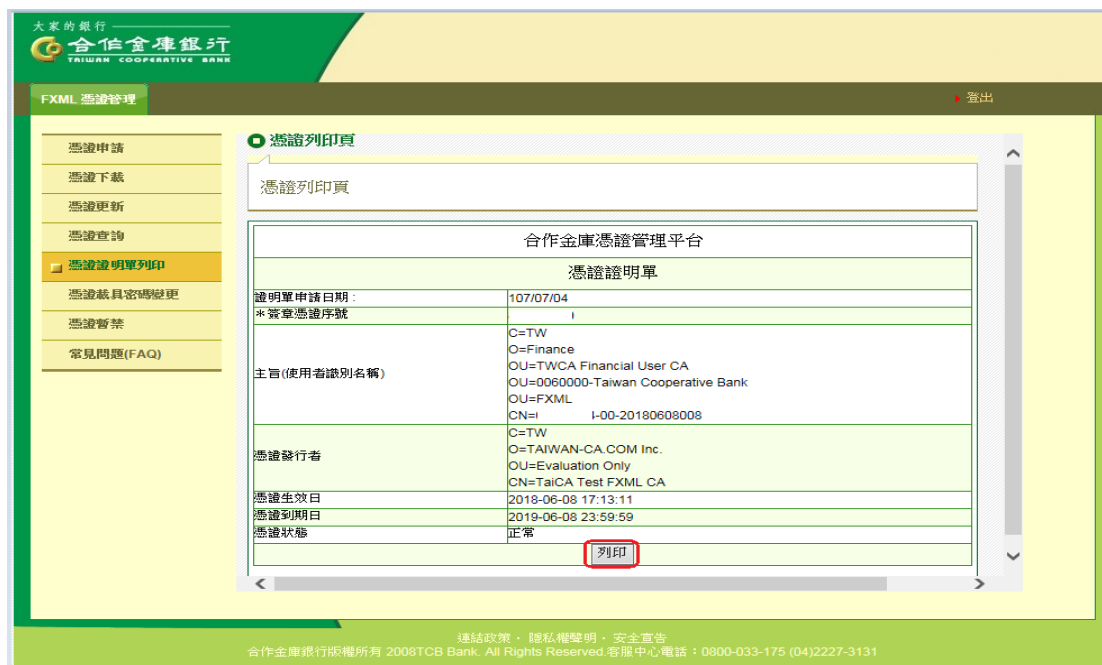 大家的銀行
合作金庫銀行
TAIWAN COOPERATIVE BANK
FXML 憑證管理
登出
憑證申請
憑證下載
憑證更新
憑證查詢
憑證證明單列印
憑證載具密碼變更
憑證暫禁
常見問題(FAQ)
憑證列印頁
憑證列印頁
合作金庫憑證管理平台
憑證證明單
證明單申請日期 : 107/07/04
＊簽章憑證序號
主旨(使用者識別名稱)
C=TW
O=Finance
OU=TWCA Financial User CA
OU=0060000-Taiwan Cooperative Bank
OU=FXML
CN= -00-20180608008
憑證發行者
C=TW
O=TAIWAN-CA.COM Inc.
OU=Evaluation Only
CN=TaiCA Test FXML CA
憑證生效日 2018-06-08 17:13:11
憑證到期日 2019-06-08 23:59:59
憑證狀態 正常
列印
連結政策 · 隱私權聲明 · 安全宣告
合作金庫銀行版權所有 2008TCB Bank. All Rights Reserved.客服中心電話：0800-033-175 (04)2227-3131